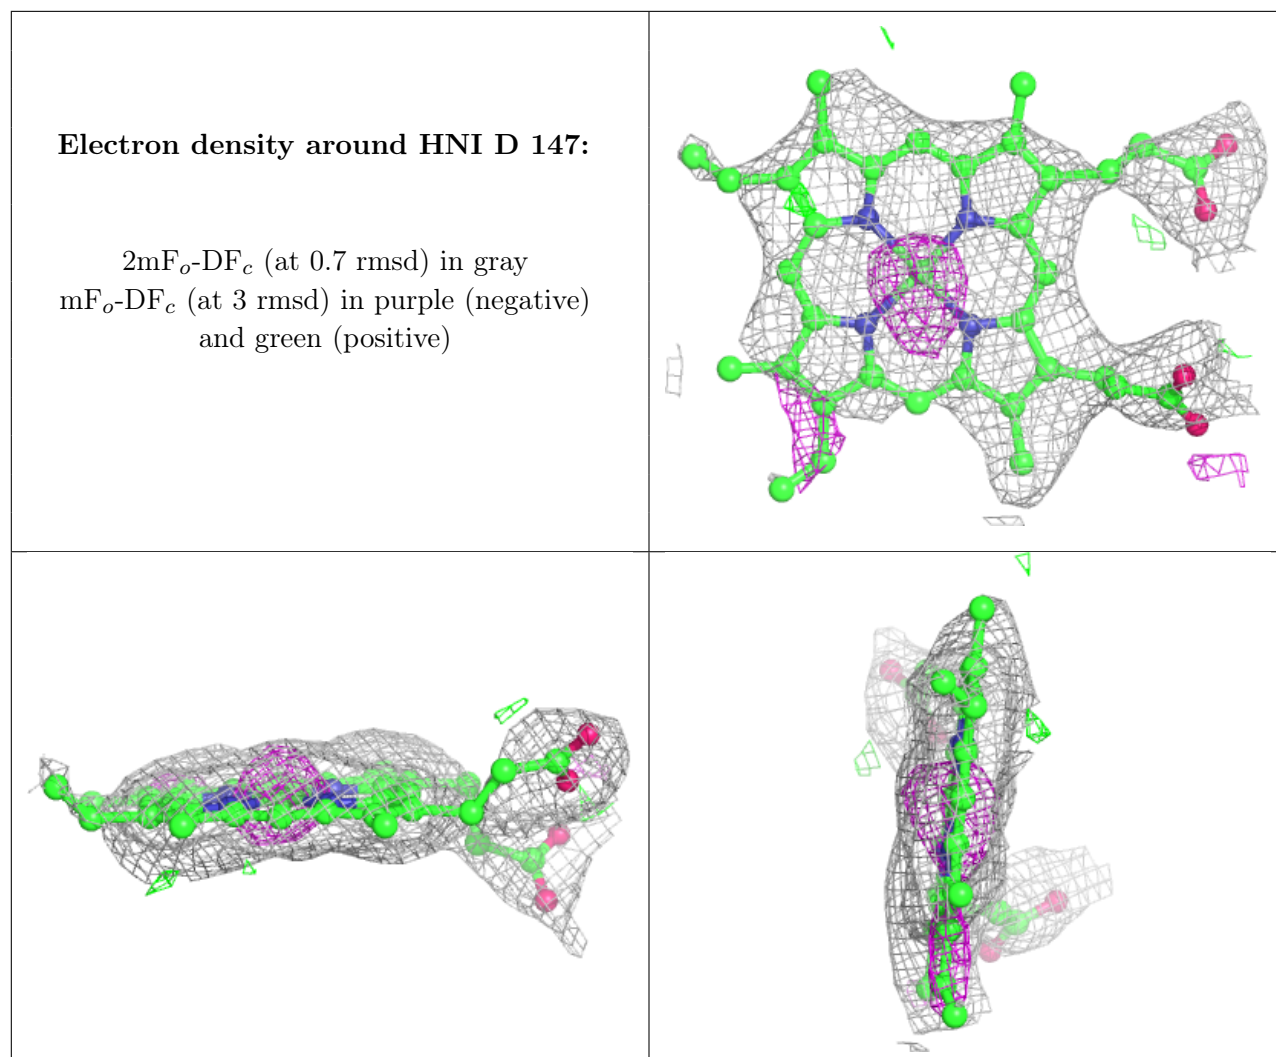 Electron density around HNI D 147:
2mFo-DFc (at 0.7 rmsd) in gray
mFo-DFc (at 3 rmsd) in purple (negative)
and green (positive)